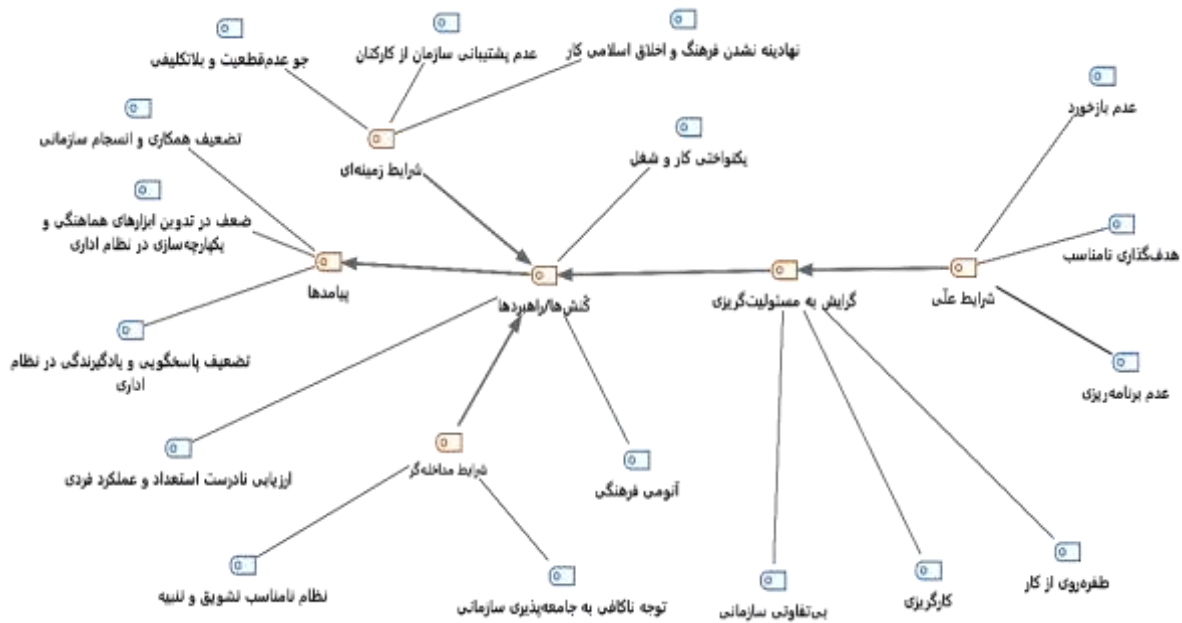 نهادینه نشدن فرهنگ و اخلاق اسلامی کار
عدم پشتیبانی سازمان از کارکنان
جو عدم‌قطعیت و بلاتکلیفی
عدم بازخورد
تضعیف همکاری و انسجام سازمانی
یکنواختی کار و شغل
شرایط زمینه‌ای
ضعف در تدوین ابزارهای هماهنگی و
یکپارچه‌سازی در نظام اداری
هدف‌گذاری نامناسب
پیامدها
کُنش‌ها/راهبردها
گرایش به مسئولیت‌گریزی
شرایط علّی
تضعیف پاسخگویی و یادگیرندگی در نظام
اداری
عدم برنامه‌ریزی
ارزیابی نادرست استعداد و عملکرد فردی
شرایط مداخله‌گر
آنومی فرهنگی
نظام نامناسب تشویق و تنبیه
توجه ناکافی به جامعه‌پذیری سازمانی
بی‌تفاوتی سازمانی
کارگریزی
طفره‌روی از کار